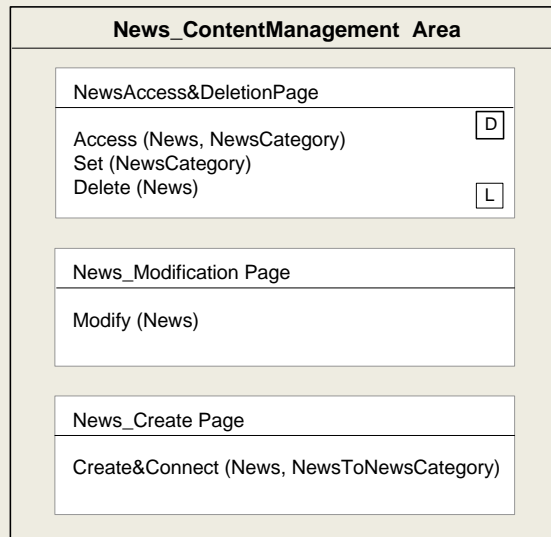 News_ContentManagement Area
NewsAccess&DeletionPage
D
Access (News, NewsCategory)
Set (NewsCategory)
Delete (News)
L
News_Modification Page
Modify (News)
News_Create Page
Create&Connect (News, NewsToNewsCategory)